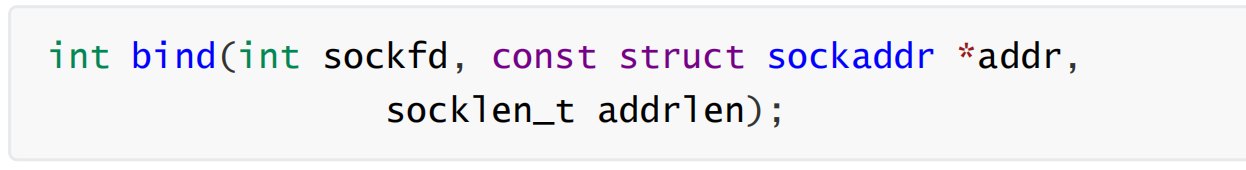 int bind(int sockfd, const struct sockaddr *addr,
socklen_t addrlen);